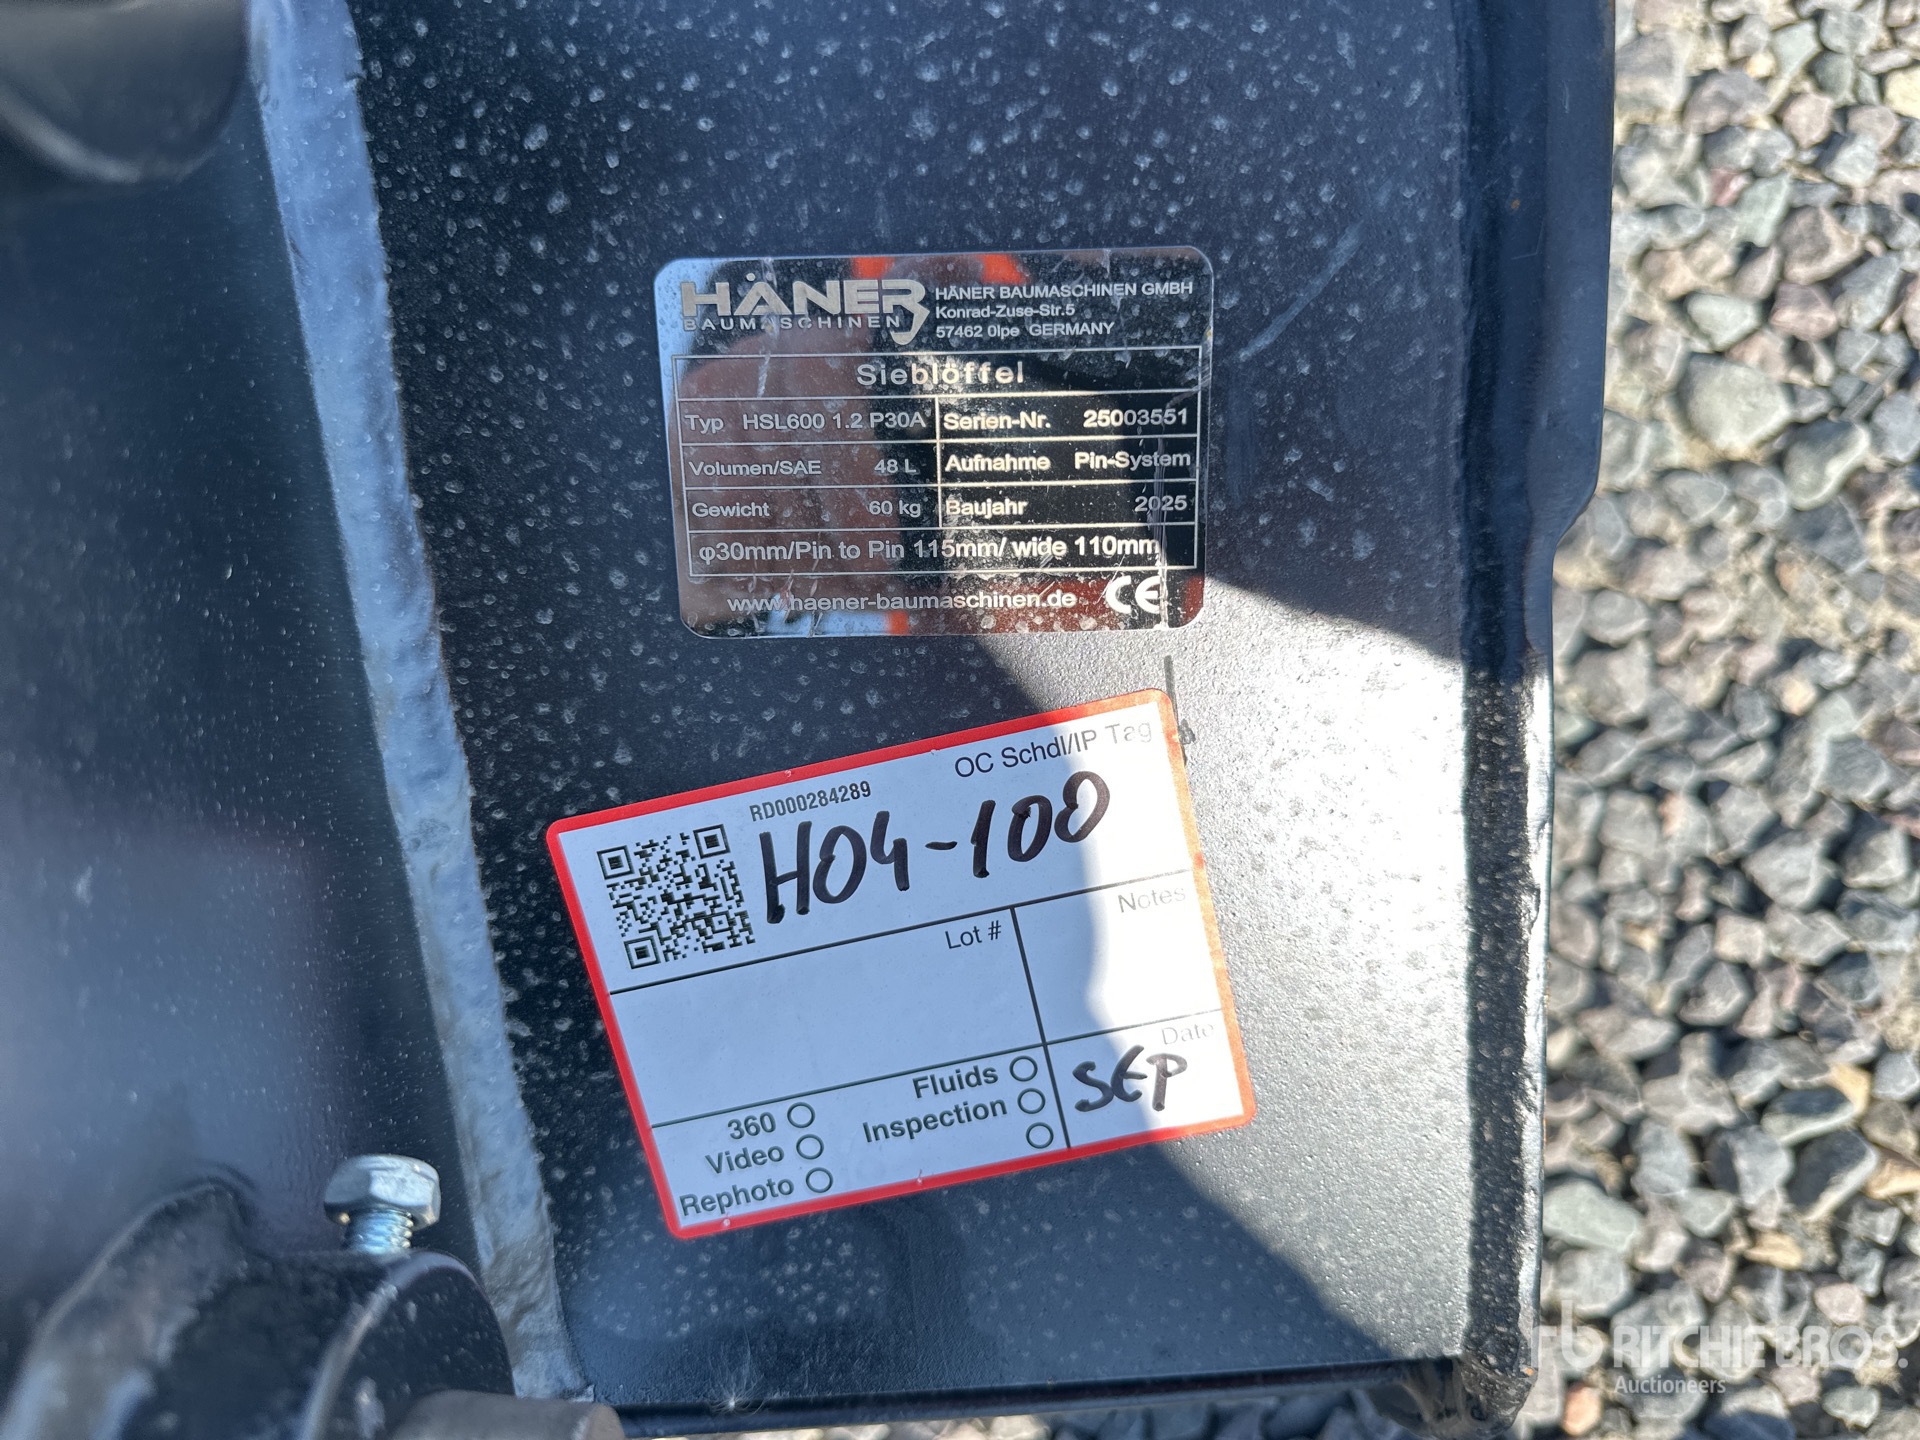 HÄNER
BAUMASCHINEN
HÄNER BAUMASCHINEN GMBH
Konrad-Zuse-Str.5
57462 Olpe GERMANY
Sieblöffel
Typ HSL600 1.2 P30A Serien-Nr. 25003551
Volumen/SAE 48 L Aufnahme Pin-System
Gewicht 60 kg Baujahr 2025
φ30mm/Pin to Pin 115mm/ wide 110mm
www.haener-baumaschinen.de CE
OC Schdl/IP Tag
RD000284289
H04-100
Notes
Lot #
Date
SEP
Fluids
360
Inspection
Video
Rephoto
rb RITCHIE BROS.
Auctioneers